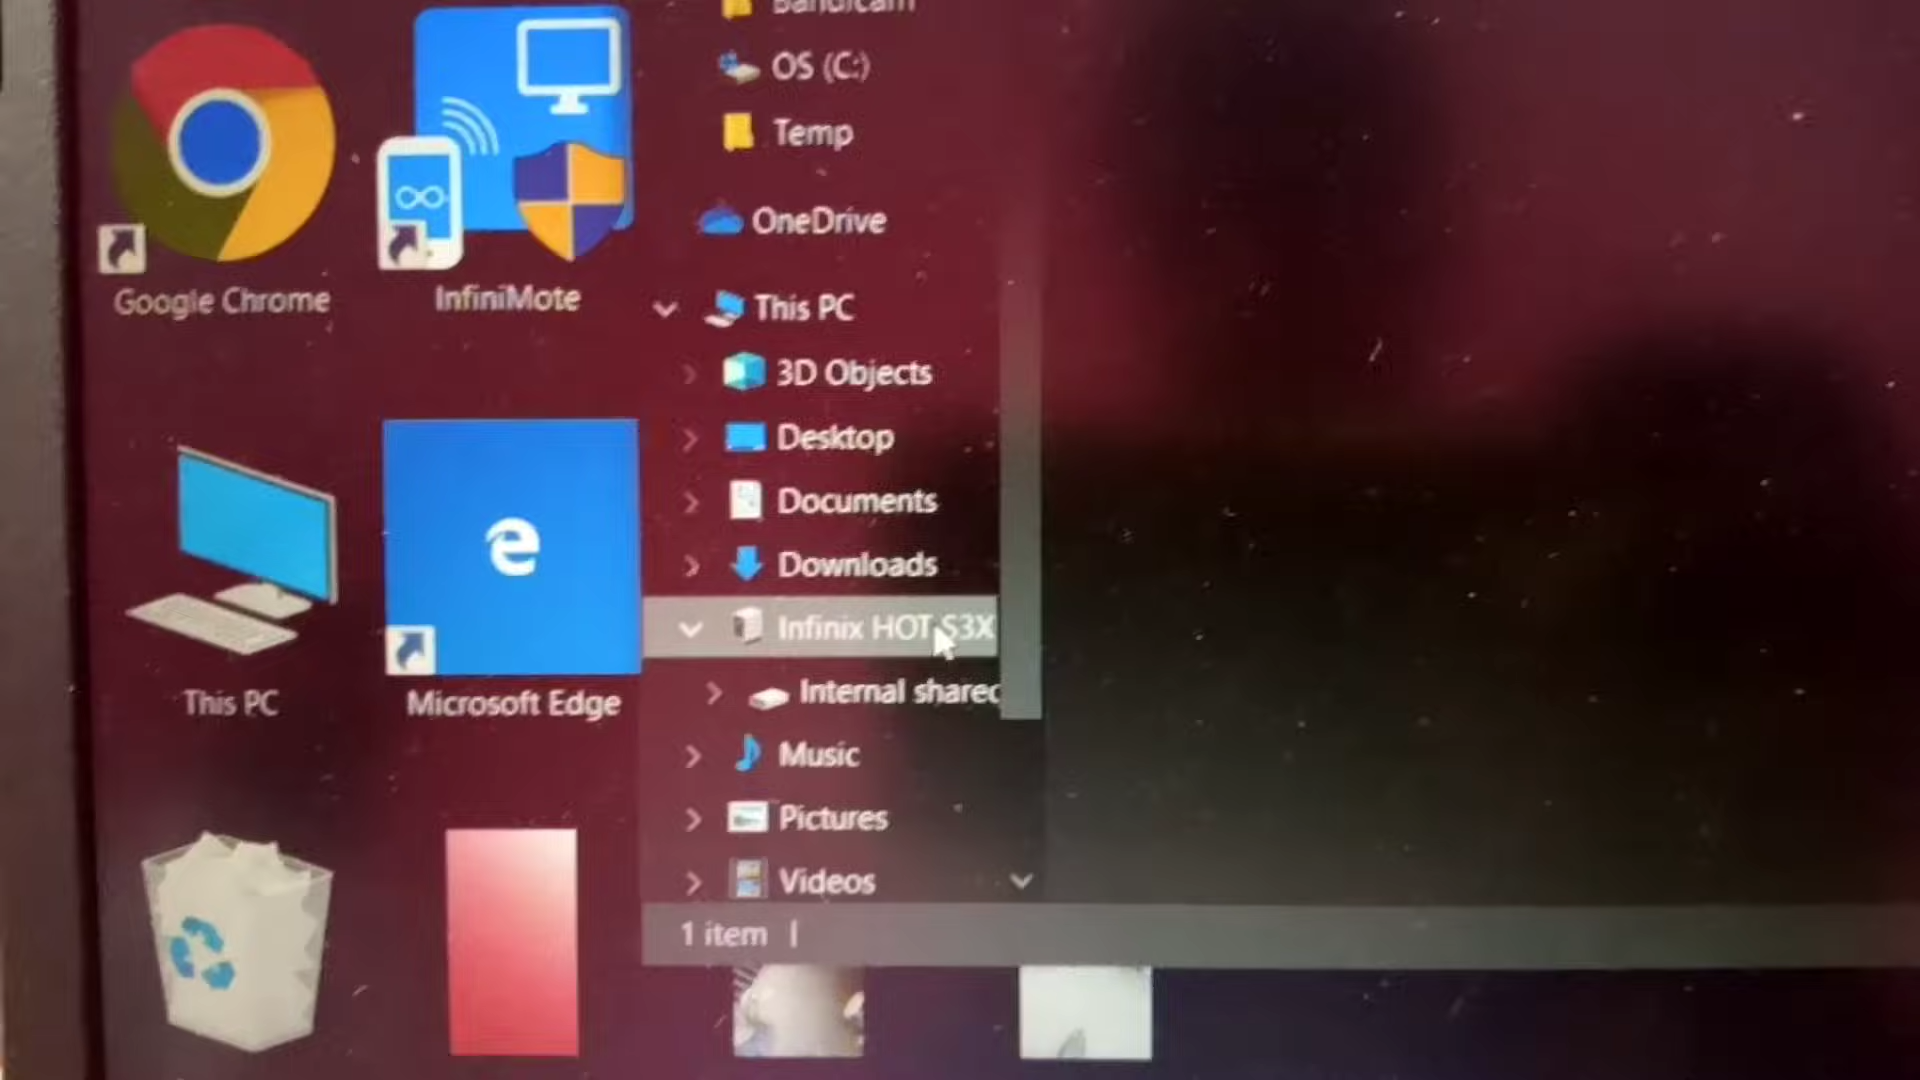 Bandicam
OS (C:)
Temp
OneDrive
This PC
3D Objects
Desktop
Documents
Downloads
Infinix HOT S3X
Internal shared
Music
Pictures
Videos
1 item
Google Chrome
InfiniMote
This PC
Microsoft Edge